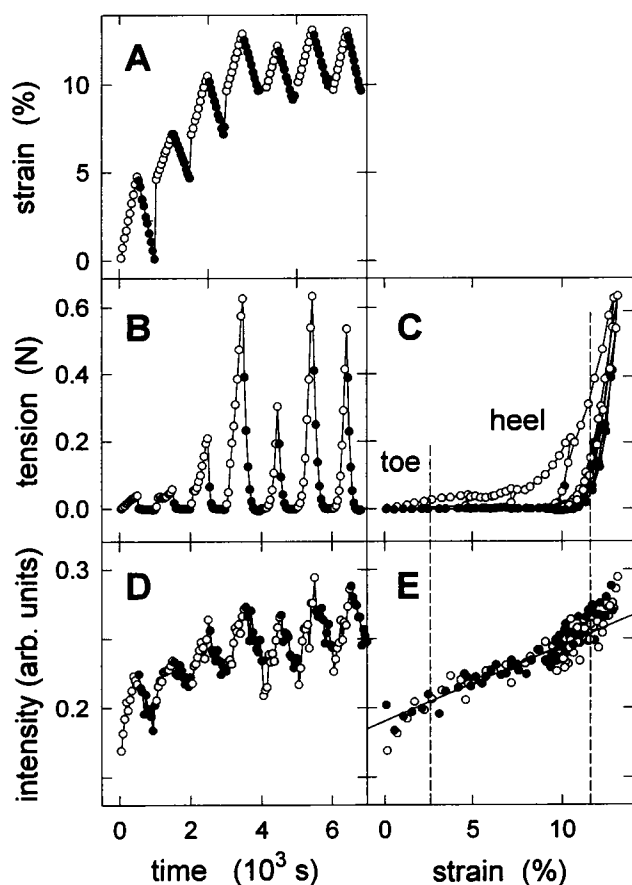 A
strain (%)
10
5
0
B
tension (N)
0.6
0.4
0.2
0.0
C
toe
heel
D
intensity (arb. units)
0.3
0.2
E
0 2 4 6
time (10³ s)
0 5 10
strain (%)